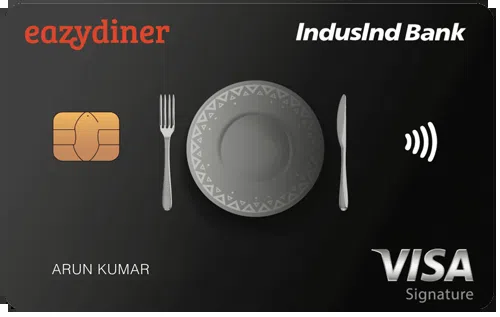 eazydiner
IndusInd Bank
ARUN KUMAR
VISA
Signature